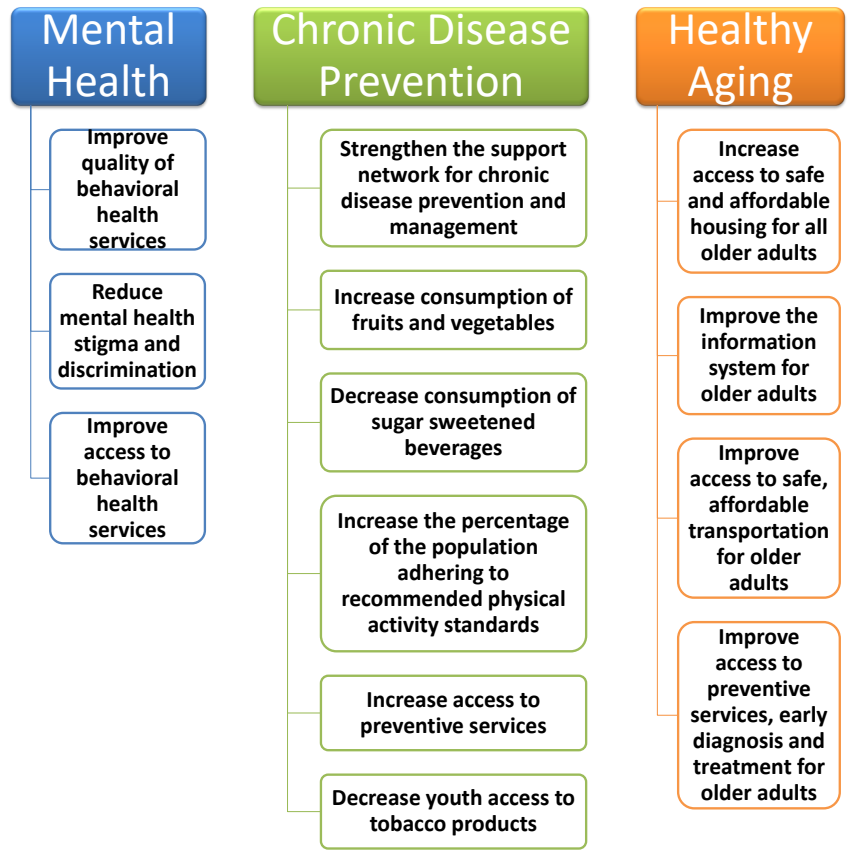 Mental
Health
Improve
quality of
behavioral
health
services
Reduce
mental health
stigma and
discrimination
Improve
access to
behavioral
health
services
Chronic Disease
Prevention
Strengthen the support
network for chronic
disease prevention and
management
Increase consumption of
fruits and vegetables
Decrease consumption of
sugar sweetened
beverages
Increase the percentage
of the population
adhering to
recommended physical
activity standards
Increase access to
preventive services
Decrease youth access to
tobacco products
Healthy
Aging
Increase
access to safe
and affordable
housing for all
older adults
Improve the
information
system for
older adults
Improve
access to safe,
affordable
transportation
for older
adults
Improve
access to
preventive
services, early
diagnosis and
treatment for
older adults